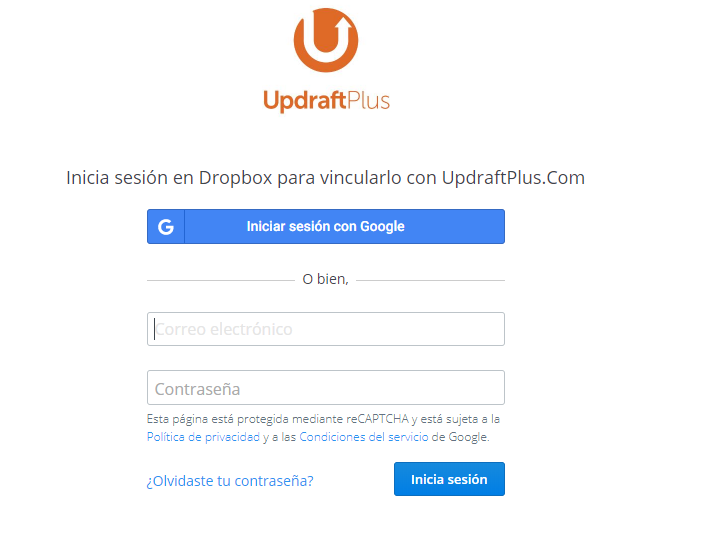 UpdraftPlus
Inicia sesión en Dropbox para vincularlo con UpdraftPlus.Com
G Iniciar sesión con Google
O bien,
Correo electrónico
Contraseña
Esta página está protegida mediante reCAPTCHA y está sujeta a la
Política de privacidad y a las Condiciones del servicio de Google.
¿Olvidaste tu contraseña?
Inicia sesión